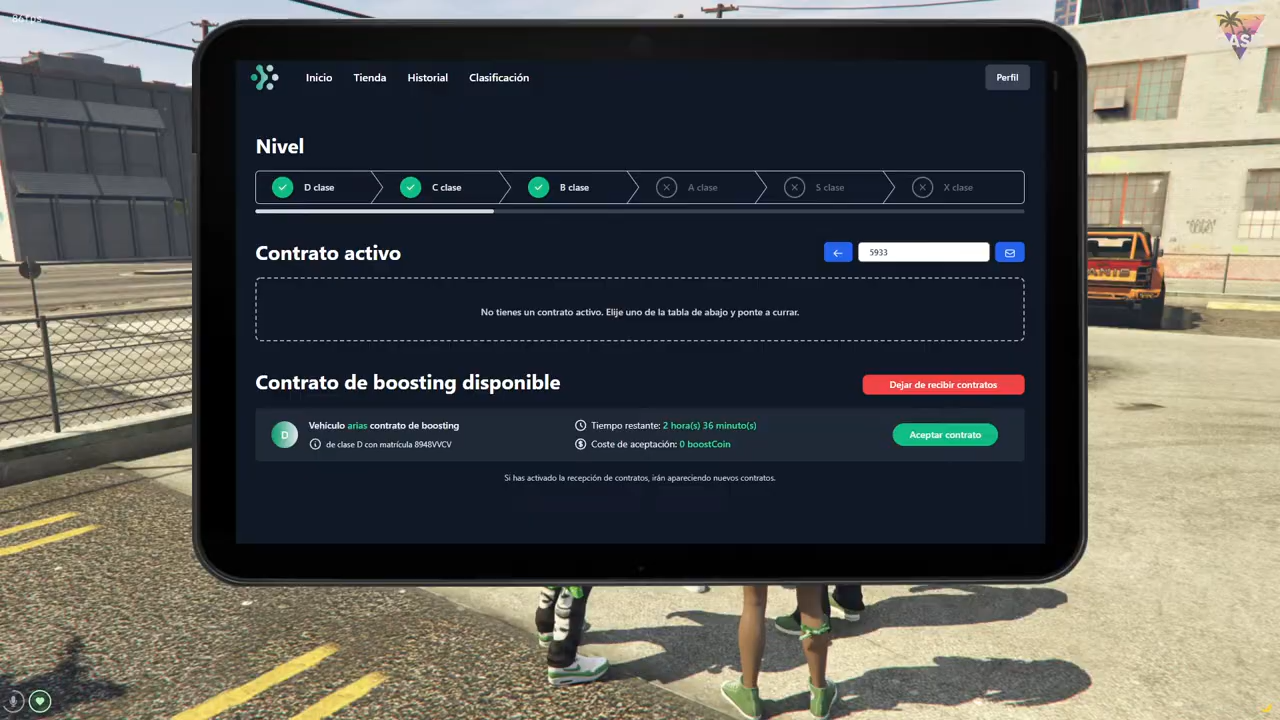 Inicio
Tienda
Historial
Clasificación
Perfil
Nivel
D clase
C clase
B clase
A clase
S clase
X clase
Contrato activo
5933
No tienes un contrato activo. Elije uno de la tabla de abajo y ponte a currar.
Contrato de boosting disponible
Dejar de recibir contratos
D
Vehículo arias contrato de boosting
de clase D con matrícula 8948VVCV
Tiempo restante: 2 hora(s) 36 minuto(s)
Coste de aceptación: 0 boostCoin
Aceptar contrato
Si has activado la recepción de contratos, irán apareciendo nuevos contratos.